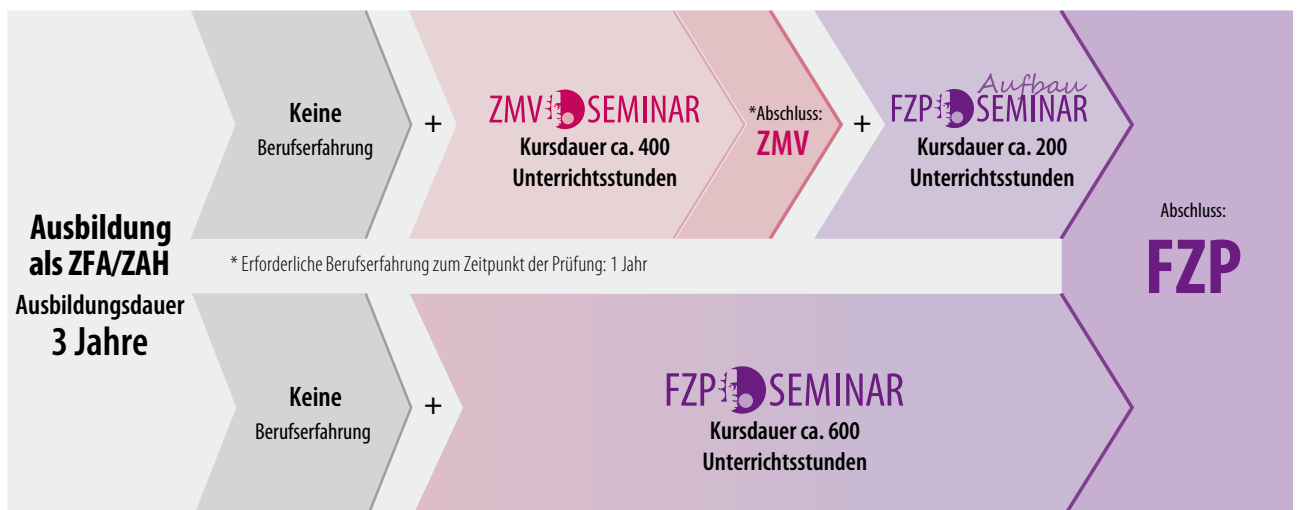 Ausbildung
als ZFA/ZAH
Ausbildungsdauer
3 Jahre
Keine
Berufserfahrung
+
ZMV SEMINAR
Kursdauer ca. 400
Unterrichtsstunden
*Abschluss:
ZMV
+
Aufbau
FZP SEMINAR
Kursdauer ca. 200
Unterrichtsstunden
* Erforderliche Berufserfahrung zum Zeitpunkt der Prüfung: 1 Jahr
Keine
Berufserfahrung
+
FZP SEMINAR
Kursdauer ca. 600
Unterrichtsstunden
Abschluss:
FZP